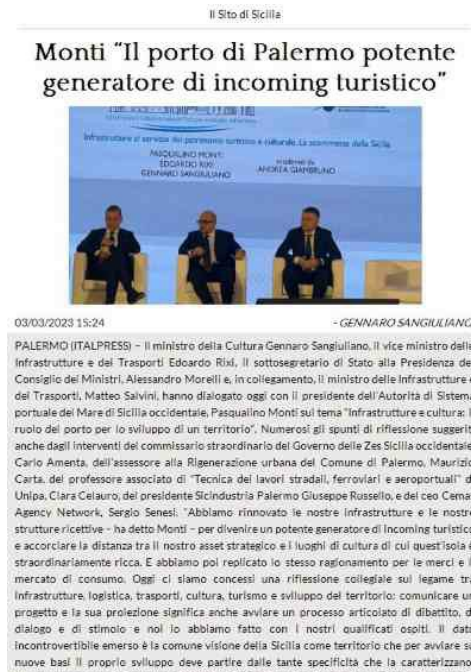 Il Sito di Sicilia
Monti “Il porto di Palermo potente
generatore di incoming turistico”
Infrastrutture al servizio del patrimonio turistico e culturale. La scommessa della Sicilia
PASQUALINO MONTI
EDOARDO RIXI
GENNARO SANGIULIANO
moderati da
ANDREA GIAMBRUNO
03/03/2023 15:24
- GENNARO SANGIULIANO
PALERMO (ITALPRESS) – Il ministro della Cultura Gennaro Sangiuliano, il vice ministro delle
Infrastrutture e dei Trasporti Edoardo Rixi, il sottosegretario di Stato alla Presidenza del
Consiglio dei Ministri, Alessandro Morelli e, in collegamento, il ministro delle Infrastrutture e
dei Trasporti, Matteo Salvini, hanno dialogato oggi con il presidente dell'Autorità di Sistema
portuale del Mare di Sicilia occidentale, Pasqualino Monti sul tema "Infrastrutture e cultura: il
ruolo del porto per lo sviluppo di un territorio". Numerosi gli spunti di riflessione suggeriti
anche dagli interventi del commissario straordinario del Governo delle Zes Sicilia occidentale,
Carlo Amenta, dell'assessore alla Rigenerazione urbana del Comune di Palermo, Maurizio
Carta, del professore associato di "Tecnica dei lavori stradali, ferroviari e aeroportuali" di
Unipa, Clara Celauro, del presidente Sicindustria Palermo Giuseppe Russello, e del ceo Cemar
Agency Network, Sergio Senesi. "Abbiamo rinnovato le nostre infrastrutture e le nostre
strutture ricettive – ha detto Monti – per divenire un potente generatore di incoming turistico
e accorciare la distanza tra il nostro asset strategico e i luoghi di cultura di cui quest'isola è
straordinariamente ricca. E abbiamo poi replicato lo stesso ragionamento per le merci e il
mercato di consumo. Oggi ci siamo concessi una riflessione collegiale sul legame tra
infrastrutture, logistica, trasporti, cultura, turismo e sviluppo del territorio: comunicare un
progetto e la sua proiezione significa anche avviare un processo articolato di dibattito, di
dialogo e di stimolo e noi lo abbiamo fatto con i nostri qualificati ospiti. Il dato
incontrovertibile emerso è la comune visione della Sicilia come territorio che per avviare su
nuove basi il proprio sviluppo deve partire dalle tante specificità che la caratterizzano,